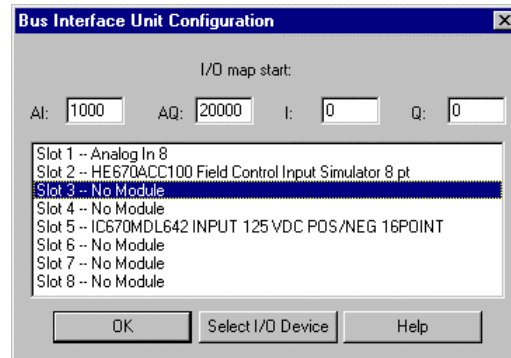 Bus Interface Unit Configuration
I/O map start:
AI: 1000 AQ: 20000 I: 0 Q: 0
Slot 1 -- Analog In 8
Slot 2 -- HE670ACC100 Field Control Input Simulator 8 pt
Slot 3 -- No Module
Slot 4 -- No Module
Slot 5 -- IC670MDL642 INPUT 125 VDC POS/NEG 16POINT
Slot 6 -- No Module
Slot 7 -- No Module
Slot 8 -- No Module
OK Select I/O Device Help